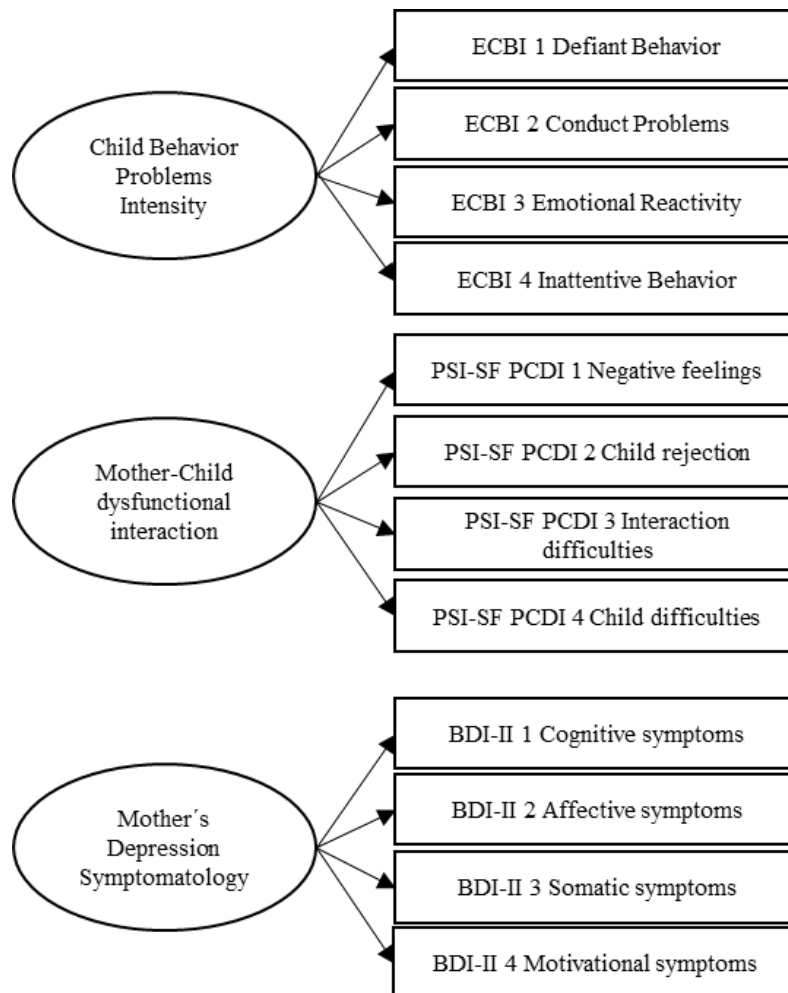 Child Behavior
Problems
Intensity
ECBI 1 Defiant Behavior
ECBI 2 Conduct Problems
ECBI 3 Emotional Reactivity
ECBI 4 Inattentive Behavior
Mother-Child
dysfunctional
interaction
PSI-SF PCDI 1 Negative feelings
PSI-SF PCDI 2 Child rejection
PSI-SF PCDI 3 Interaction
difficulties
PSI-SF PCDI 4 Child difficulties
Mother´s
Depression
Symptomatology
BDI-II 1 Cognitive symptoms
BDI-II 2 Affective symptoms
BDI-II 3 Somatic symptoms
BDI-II 4 Motivational symptoms